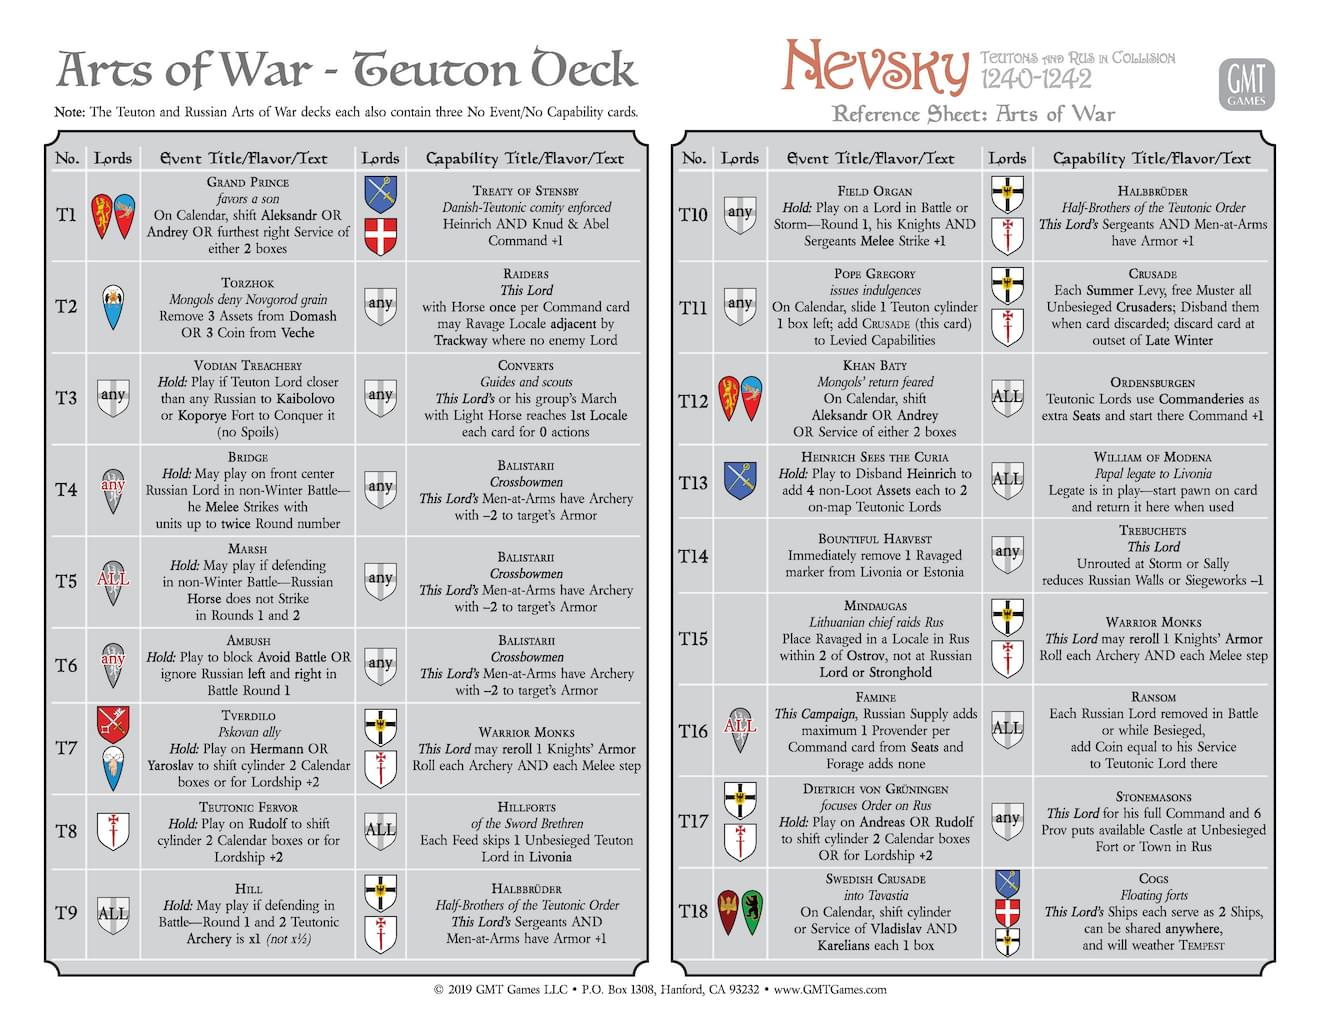 Arts of War - Teuton Deck
Note: The Teuton and Russian Arts of War decks each also contain three No Event/No Capability cards.
Nevsky
Teutons and Rus in Collision
1240-1242
Reference Sheet: Arts of War
GMT
GAMES
No. Lords Event Title/Flavor/Text Lords Capability Title/Flavor/Text
T1
Grand Prince
favors a son
On Calendar, shift Aleksandr OR
Andrey OR furthest right Service of
either 2 boxes
Treaty of Stensby
Danish-Teutonic comity enforced
Heinrich AND Knud & Abel
Command +1
T2
Torzhok
Mongols deny Novgorod grain
Remove 3 Assets from Domash
OR 3 Coin from Veche
any
Raiders
This Lord
with Horse once per Command card
may Ravage Locale adjacent by
Trackway where no enemy Lord
T3
any
Vodian Treachery
Hold: Play if Teuton Lord closer
than any Russian to Kaibolovo
or Koporye Fort to Conquer it
(no Spoils)
any
Converts
Guides and scouts
This Lord's or his group's March
with Light Horse reaches 1st Locale
each card for 0 actions
T4
any
Bridge
Hold: May play on front center
Russian Lord in non-Winter Battle—
he Melee Strikes with
units up to twice Round number
any
Balistarii
Crossbowmen
This Lord's Men-at-Arms have Archery
with –2 to target's Armor
T5
ALL
Marsh
Hold: May play if defending
in non-Winter Battle—Russian
Horse does not Strike
in Rounds 1 and 2
any
Balistarii
Crossbowmen
This Lord's Men-at-Arms have Archery
with –2 to target's Armor
T6
any
Ambush
Hold: Play to block Avoid Battle OR
ignore Russian left and right in
Battle Round 1
any
Balistarii
Crossbowmen
This Lord's Men-at-Arms have Archery
with –2 to target's Armor
T7
Tverdilo
Pskovan ally
Hold: Play on Hermann OR
Yaroslav to shift cylinder 2 Calendar
boxes or for Lordship +2
Warrior Monks
This Lord may reroll 1 Knights' Armor
Roll each Archery AND each Melee step
T8
Teutonic Fervor
Hold: Play on Rudolf to shift
cylinder 2 Calendar boxes or for
Lordship +2
ALL
Hillforts
of the Sword Brethren
Each Feed skips 1 Unbesieged Teuton
Lord in Livonia
T9
ALL
Hill
Hold: May play if defending in
Battle—Round 1 and 2 Teutonic
Archery is x1 (not x½)
Halbbrüder
Half-Brothers of the Teutonic Order
This Lord's Sergeants AND
Men-at-Arms have Armor +1
No. Lords Event Title/Flavor/Text Lords Capability Title/Flavor/Text
T10
any
Field Organ
Hold: Play on a Lord in Battle or
Storm—Round 1, his Knights AND
Sergeants Melee Strike +1
Halbbrüder
Half-Brothers of the Teutonic Order
This Lord's Sergeants AND Men-at-Arms
have Armor +1
T11
any
Pope Gregory
issues indulgences
On Calendar, slide 1 Teuton cylinder
1 box left; add Crusade (this card)
to Levied Capabilities
Crusade
Each Summer Levy, free Muster all
Unbesieged Crusaders; Disband them
when card discarded; discard card at
outset of Late Winter
T12
Khan Baty
Mongols' return feared
On Calendar, shift
Aleksandr OR Andrey
OR Service of either 2 boxes
ALL
Ordensburgen
Teutonic Lords use Commanderies as
extra Seats and start there Command +1
T13
Heinrich Sees the Curia
Hold: Play to Disband Heinrich to
add 4 non-Loot Assets each to 2
on-map Teutonic Lords
ALL
William of Modena
Papal legate to Livonia
Legate is in play—start pawn on card
and return it here when used
T14
Bountiful Harvest
Immediately remove 1 Ravaged
marker from Livonia or Estonia
any
Trebuchets
This Lord
Unrouted at Storm or Sally
reduces Russian Walls or Siegeworks –1
T15
Mindaugas
Lithuanian chief raids Rus
Place Ravaged in a Locale in Rus
within 2 of Ostrov, not at Russian
Lord or Stronghold
Warrior Monks
This Lord may reroll 1 Knights' Armor
Roll each Archery AND each Melee step
T16
ALL
Famine
This Campaign, Russian Supply adds
maximum 1 Provender per
Command card from Seats and
Forage adds none
ALL
Ransom
Each Russian Lord removed in Battle
or while Besieged,
add Coin equal to his Service
to Teutonic Lord there
T17
Dietrich von Grüningen
focuses Order on Rus
Hold: Play on Andreas OR Rudolf
to shift cylinder 2 Calendar boxes
OR for Lordship +2
any
Stonemasons
This Lord for his full Command and 6
Prov puts available Castle at Unbesieged
Fort or Town in Rus
T18
Swedish Crusade
into Tavastia
On Calendar, shift cylinder
or Service of Vladislav AND
Karelians each 1 box
Cogs
Floating forts
This Lord's Ships each serve as 2 Ships,
can be shared anywhere,
and will weather Tempest
© 2019 GMT Games LLC • P.O. Box 1308, Hanford, CA 93232 • www.GMTGames.com